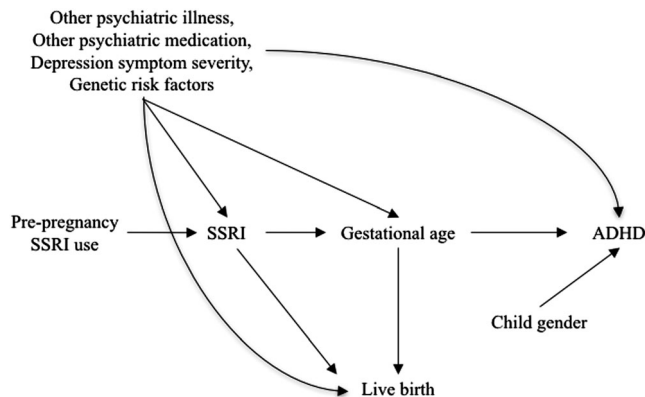 Other psychiatric illness,
Other psychiatric medication,
Depression symptom severity,
Genetic risk factors
Pre-pregnancy
SSRI use
SSRI
Gestational age
ADHD
Child gender
Live birth